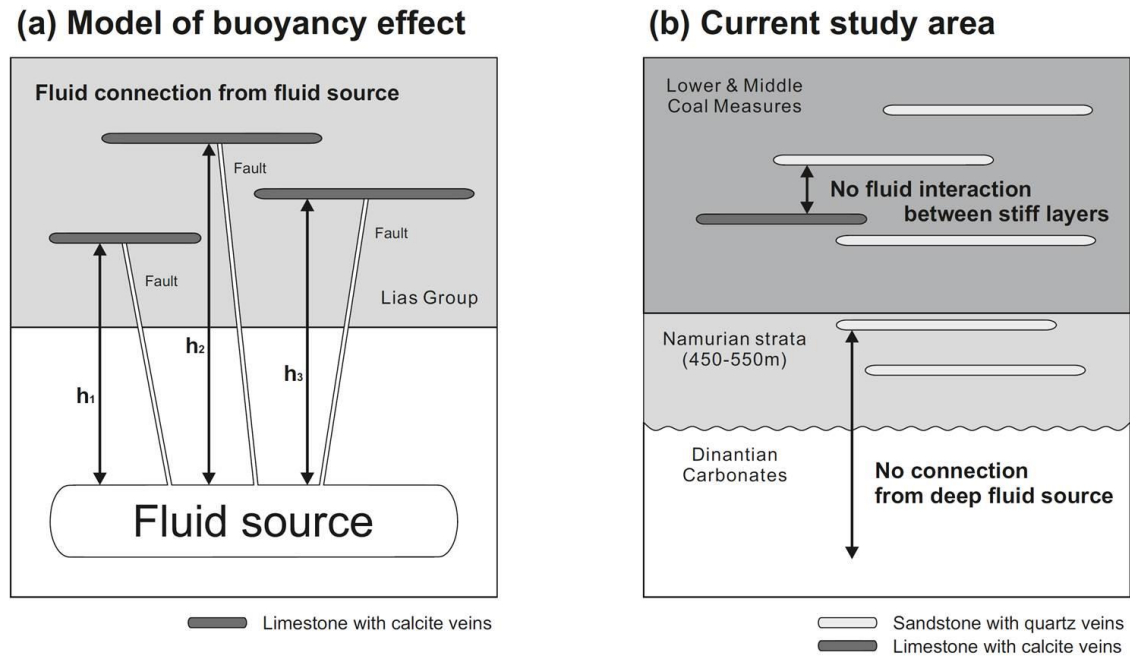 (a) Model of buoyancy effect
Fluid connection from fluid source
Fault
Fault
Fault
Lias Group
h₁
h₂
h₃
Fluid source
Limestone with calcite veins
(b) Current study area
Lower & Middle
Coal Measures
No fluid interaction
between stiff layers
Namurian strata
(450-550m)
Dinantian
Carbonates
No connection
from deep fluid source
Sandstone with quartz veins
Limestone with calcite veins